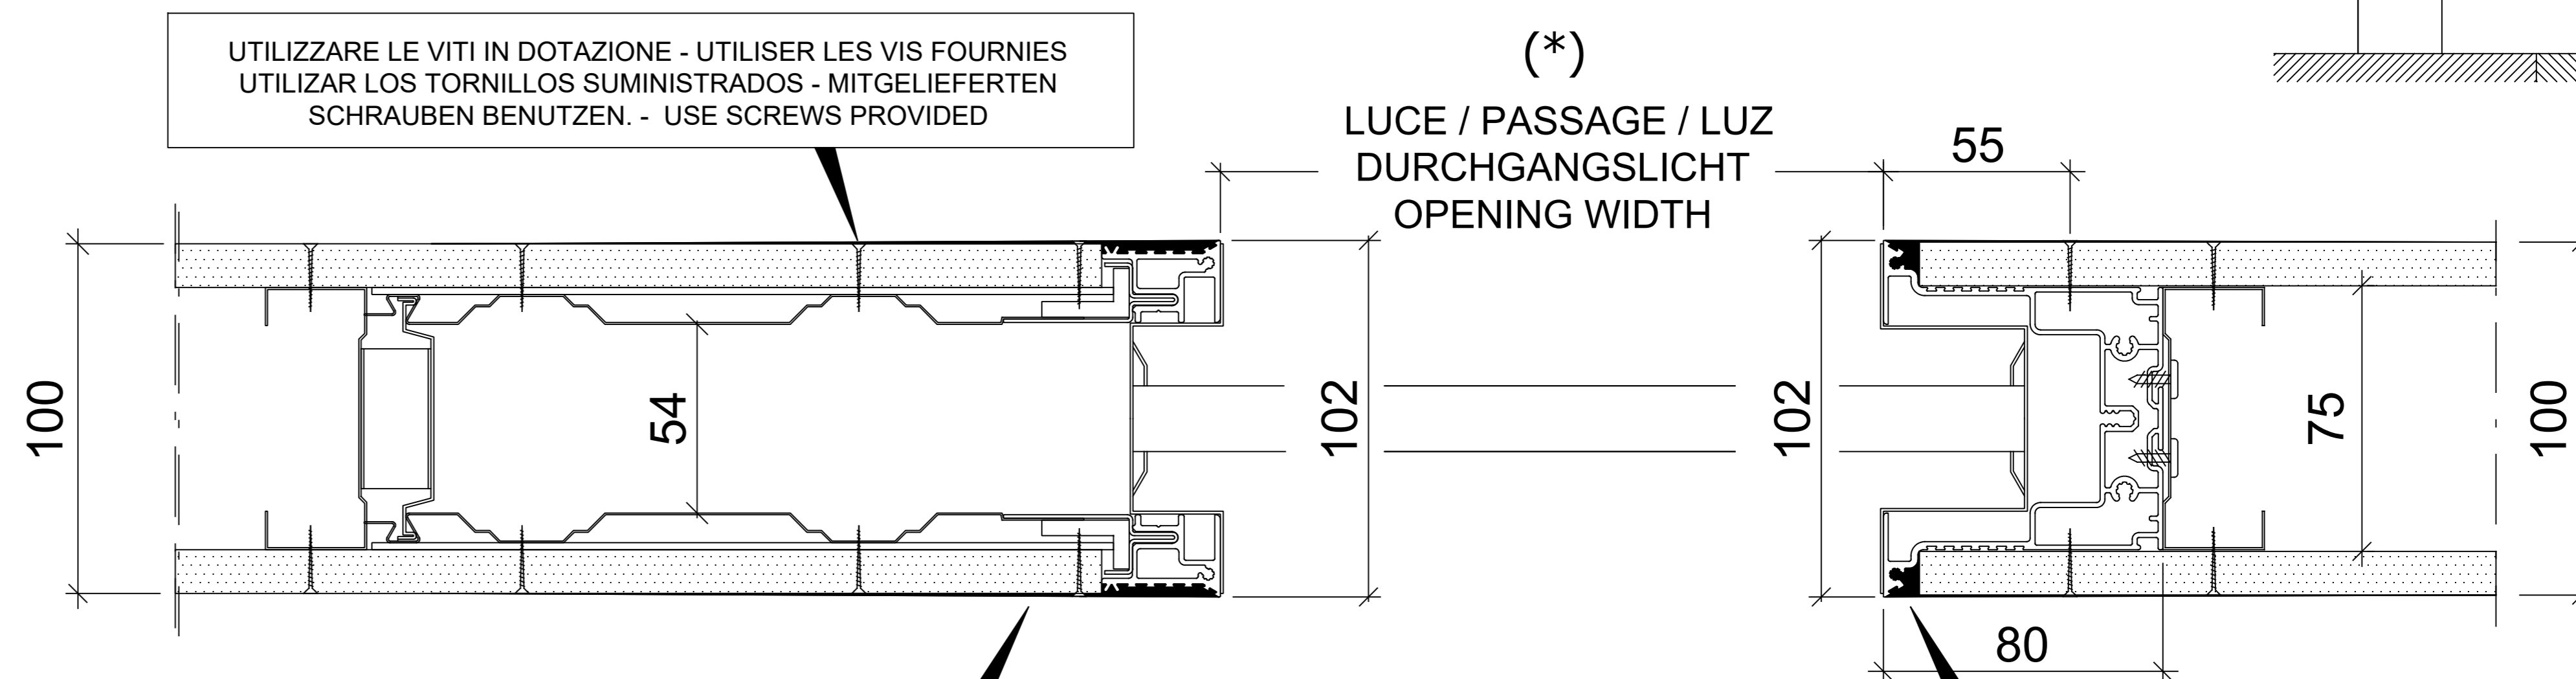 UTILIZZARE LE VITI IN DOTAZIONE - UTILISER LES VIS FOURNIES
UTILIZAR LOS TORNILLOS SUMINISTRADOS - MITGELIEFERTEN
SCHRAUBEN BENUTZEN. - USE SCREWS PROVIDED
(*)
LUCE / PASSAGE / LUZ
DURCHGANGSLICHT
OPENING WIDTH
55
100
54
102
102
75
100
80